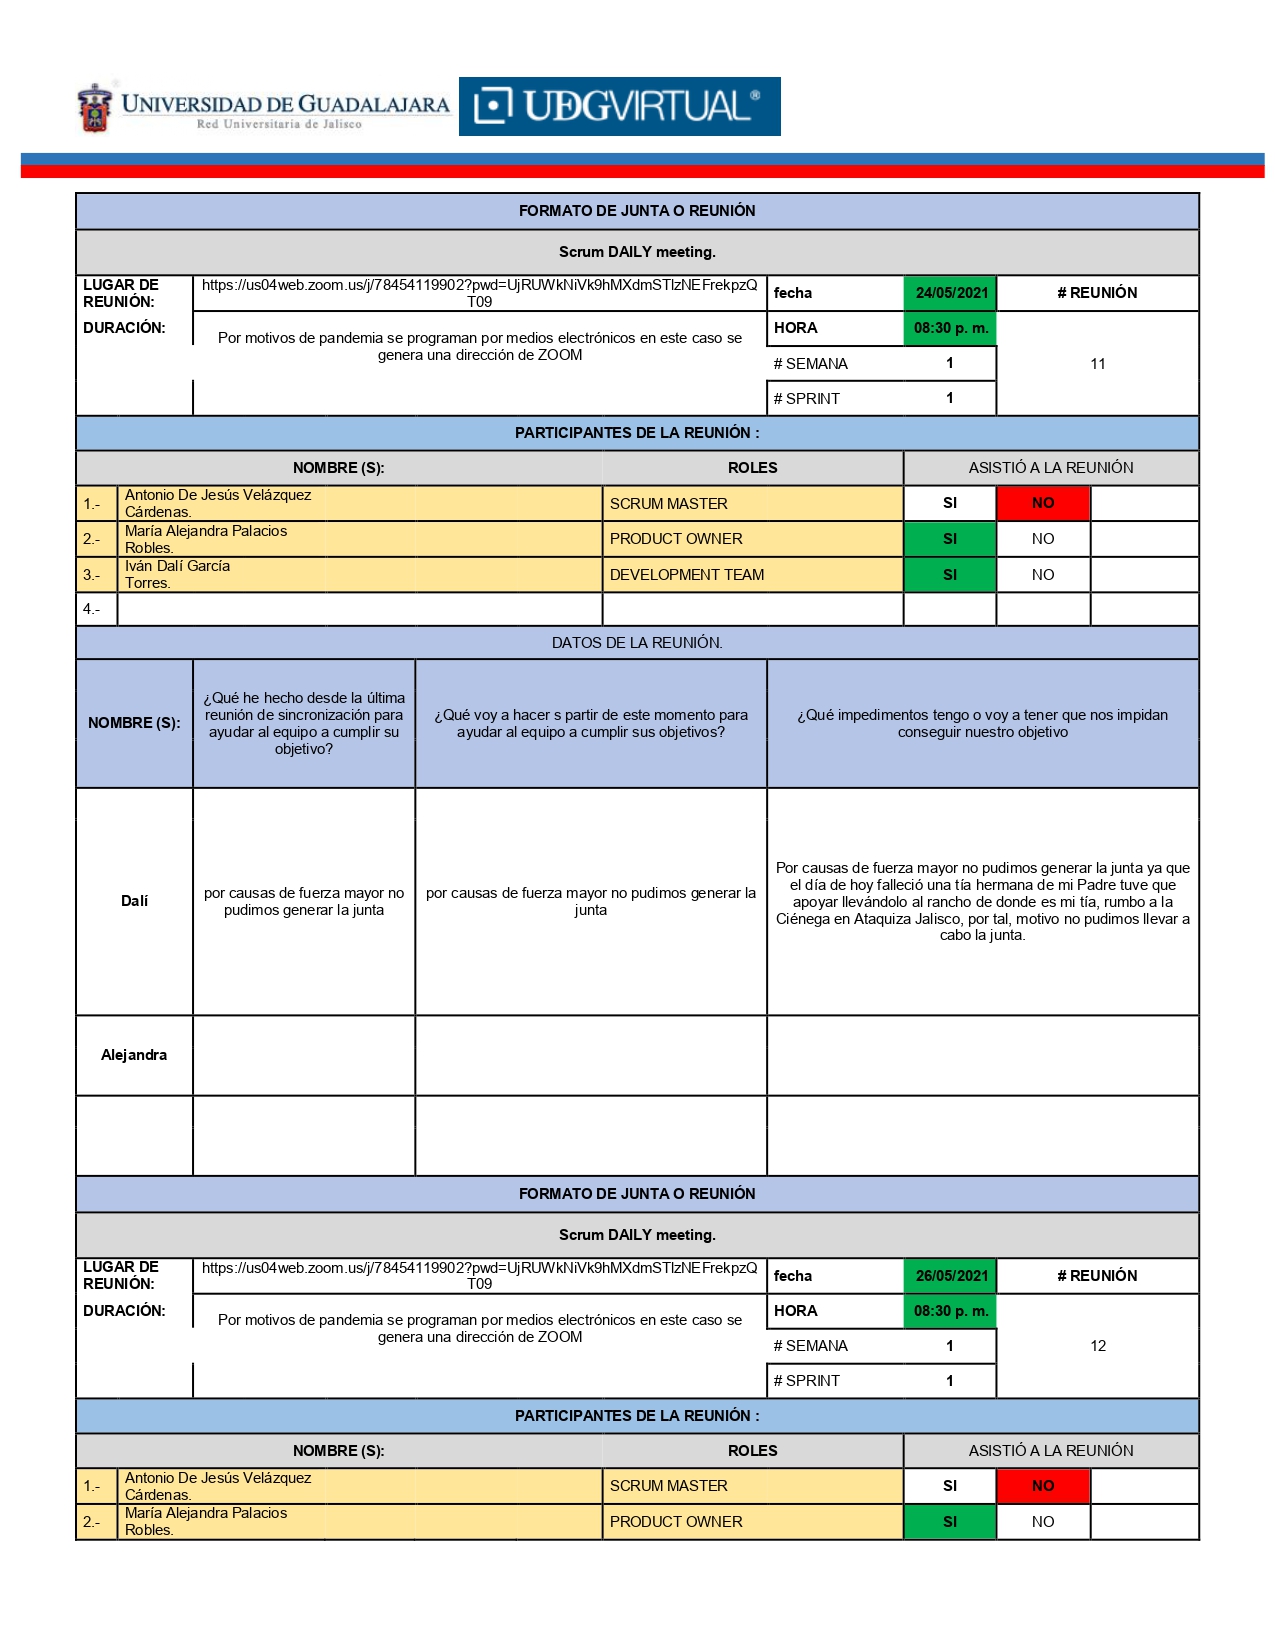 UNIVERSIDAD DE GUADALAJARA
Red Universitaria de Jalisco
UDGVIRTUAL®
FORMATO DE JUNTA O REUNIÓN
Scrum DAILY meeting.
LUGAR DE
REUNIÓN:
https://us04web.zoom.us/j/78454119902?pwd=UjRUWkNiVk9hMXdmSTlzNEFrekpzQ
T09
fecha
24/05/2021
# REUNIÓN
DURACIÓN:
Por motivos de pandemia se programan por medios electrónicos en este caso se
genera una dirección de ZOOM
HORA
08:30 p. m.
# SEMANA
1
11
# SPRINT
1
PARTICIPANTES DE LA REUNIÓN :
NOMBRE (S):
ROLES
ASISTIÓ A LA REUNIÓN
1.-
Antonio De Jesús Velázquez
Cárdenas.
SCRUM MASTER
SI
NO
2.-
María Alejandra Palacios
Robles.
PRODUCT OWNER
SI
NO
3.-
Iván Dalí García
Torres.
DEVELOPMENT TEAM
SI
NO
4.-
DATOS DE LA REUNIÓN.
NOMBRE (S):
¿Qué he hecho desde la última
reunión de sincronización para
ayudar al equipo a cumplir su
objetivo?
¿Qué voy a hacer s partir de este momento para
ayudar al equipo a cumplir sus objetivos?
¿Qué impedimentos tengo o voy a tener que nos impidan
conseguir nuestro objetivo
Dalí
por causas de fuerza mayor no
pudimos generar la junta
por causas de fuerza mayor no pudimos generar la
junta
Por causas de fuerza mayor no pudimos generar la junta ya que
el día de hoy falleció una tía hermana de mi Padre tuve que
apoyar llevándolo al rancho de donde es mi tía, rumbo a la
Ciénega en Ataquiza Jalisco, por tal, motivo no pudimos llevar a
cabo la junta.
Alejandra
FORMATO DE JUNTA O REUNIÓN
Scrum DAILY meeting.
LUGAR DE
REUNIÓN:
https://us04web.zoom.us/j/78454119902?pwd=UjRUWkNiVk9hMXdmSTlzNEFrekpzQ
T09
fecha
26/05/2021
# REUNIÓN
DURACIÓN:
Por motivos de pandemia se programan por medios electrónicos en este caso se
genera una dirección de ZOOM
HORA
08:30 p. m.
# SEMANA
1
12
# SPRINT
1
PARTICIPANTES DE LA REUNIÓN :
NOMBRE (S):
ROLES
ASISTIÓ A LA REUNIÓN
1.-
Antonio De Jesús Velázquez
Cárdenas.
SCRUM MASTER
SI
NO
2.-
María Alejandra Palacios
Robles.
PRODUCT OWNER
SI
NO